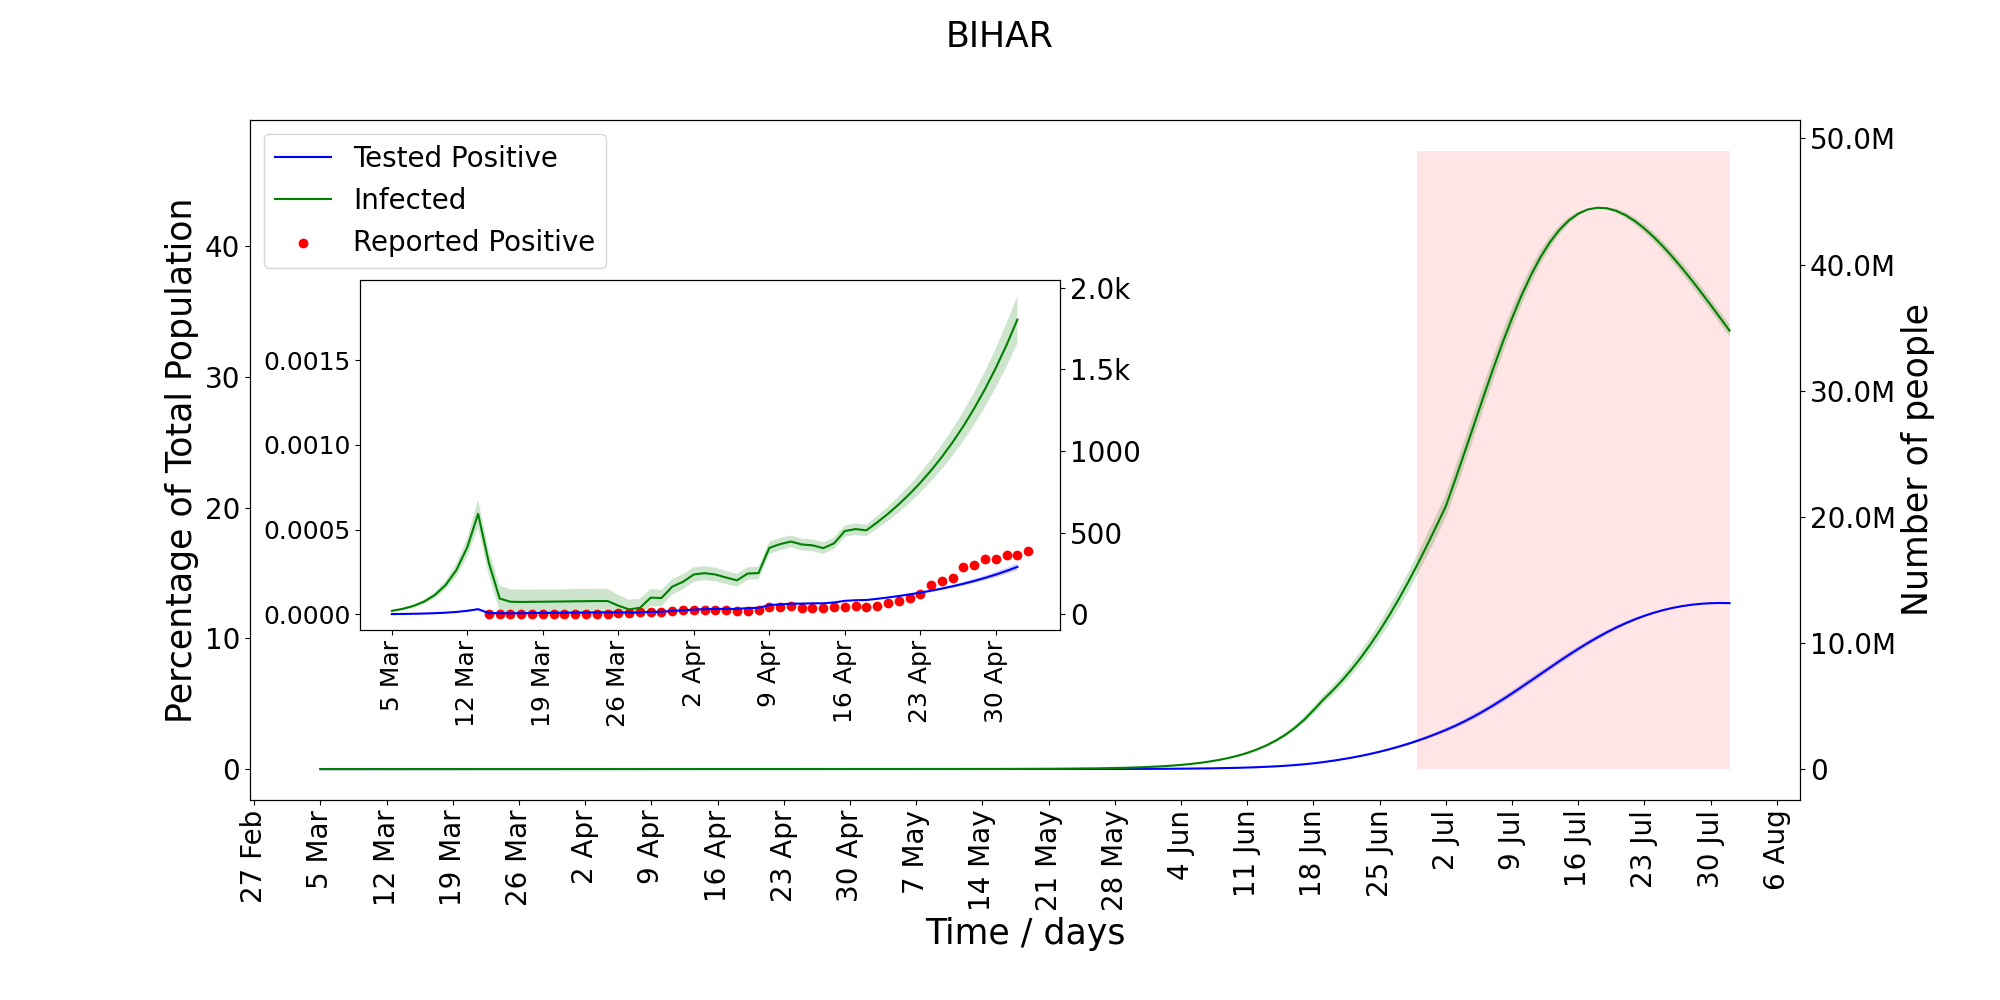 BIHAR
Tested Positive
Infected
Reported Positive
Percentage of Total Population
40
30
20
10
0
0.0015
0.0010
0.0005
0.0000
2.0k
1.5k
1000
500
0
5 Mar
12 Mar
19 Mar
26 Mar
2 Apr
9 Apr
16 Apr
23 Apr
30 Apr
50.0M
40.0M
30.0M
20.0M
10.0M
0
Number of people
27 Feb
5 Mar
12 Mar
19 Mar
26 Mar
2 Apr
9 Apr
16 Apr
23 Apr
30 Apr
7 May
14 May
21 May
28 May
4 Jun
11 Jun
18 Jun
25 Jun
2 Jul
9 Jul
16 Jul
23 Jul
30 Jul
6 Aug
Time / days